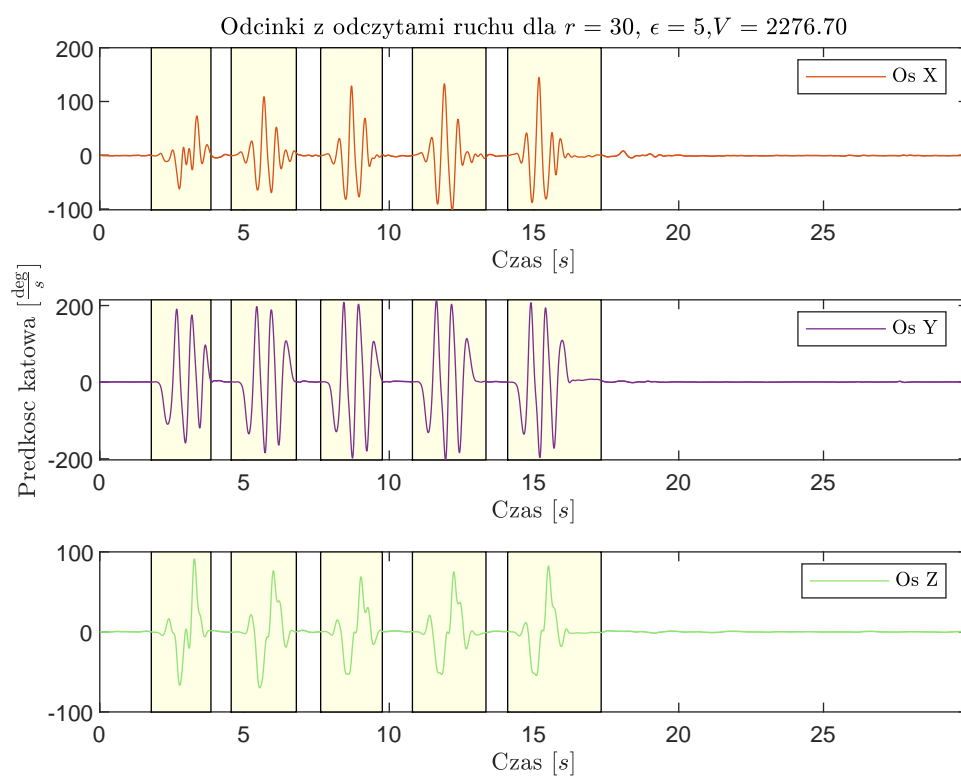 Odcinki z odczytami ruchu dla r = 30, ϵ = 5,V = 2276.70
200
100
0
-100
Os X
0 5 10 15 20 25
Czas [s]
Predkosc katowa [deg/s]
200
0
-200
Os Y
0 5 10 15 20 25
Czas [s]
100
0
-100
Os Z
0 5 10 15 20 25
Czas [s]